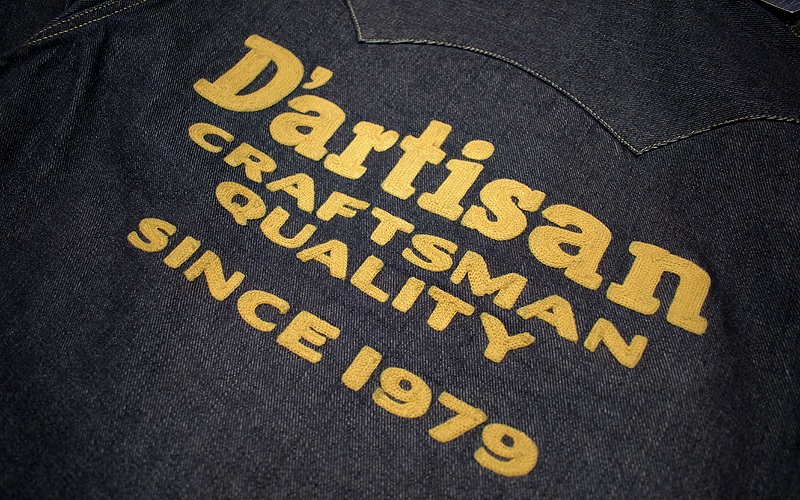 D'artisan
CRAFTSMAN
QUALITY
SINCE 1979